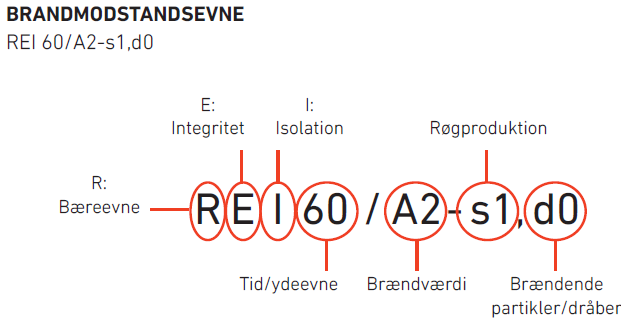 BRANDMODSTANDSEVNE
REI 60/A2-s1,d0
E:
Integritet
I:
Isolation
Røgproduktion
R:
Bæreevne
REI60/A2-s1,d0
Tid/ydeevne
Brændværdi
Brændende
partikler/dråber